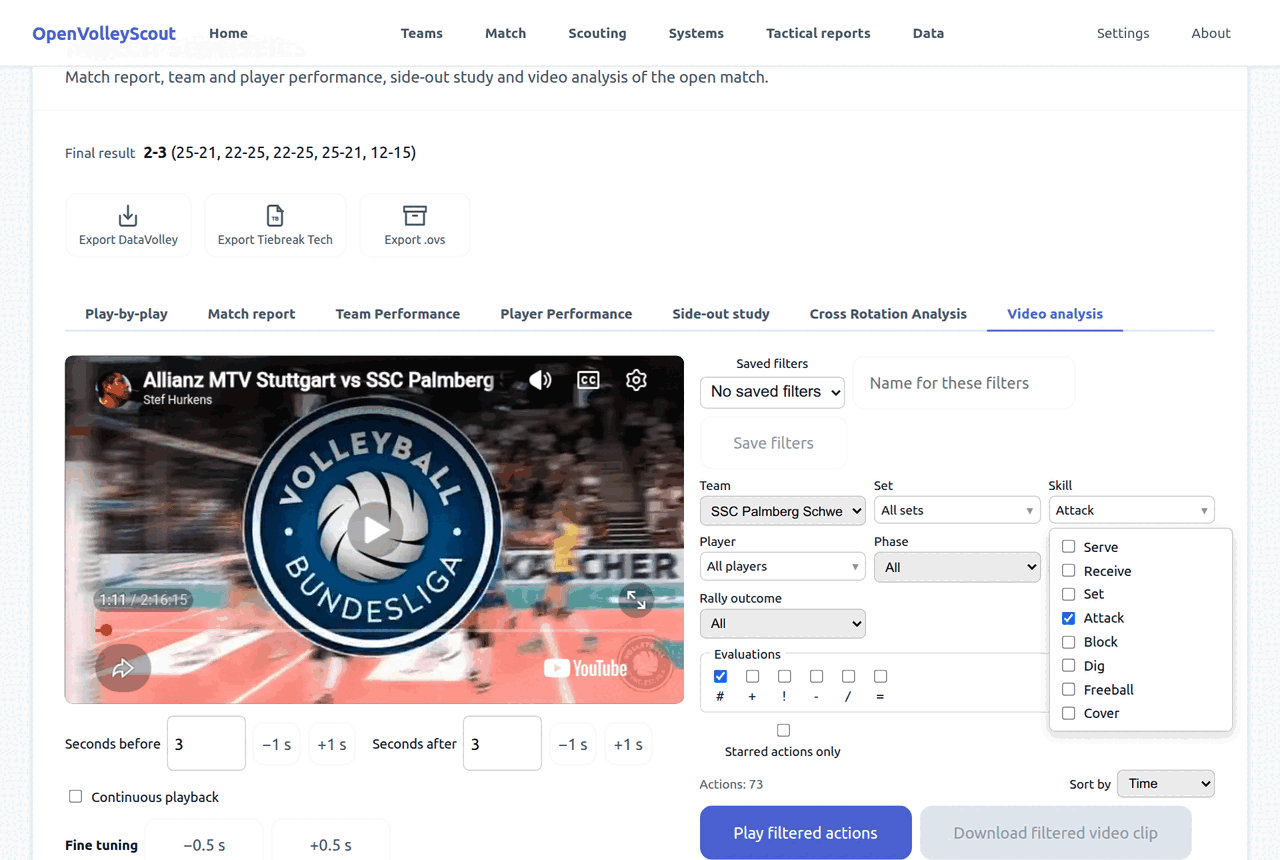 OpenVolleyScout
Home
Teams
Match
Scouting
Systems
Tactical reports
Data
Settings
About
Match report, team and player performance, side-out study and video analysis of the open match.
Final result 2-3 (25-21, 22-25, 22-25, 25-21, 12-15)
Export DataVolley
TB
Export Tiebreak Tech
Export .ovs
Play-by-play
Match report
Team Performance
Player Performance
Side-out study
Cross Rotation Analysis
Video analysis
Allianz MTV Stuttgart vs SSC Palmberg
Stef Hurkens
CC
VOLLEYBALL
BUNDESLIGA
KÄRCHER
1:11 / 2:16:15
YouTube
Seconds before
3
−1 s
+1 s
Seconds after
3
−1 s
+1 s
Continuous playback
Fine tuning
−0.5 s
+0.5 s
Saved filters
No saved filters
Name for these filters
Save filters
Team
SSC Palmberg Schwe
Set
All sets
Skill
Attack
Player
All players
Phase
All
Serve
Receive
Set
Attack
Block
Dig
Freeball
Cover
Rally outcome
All
Evaluations
# + ! - / =
Starred actions only
Actions: 73
Sort by
Time
Play filtered actions
Download filtered video clip